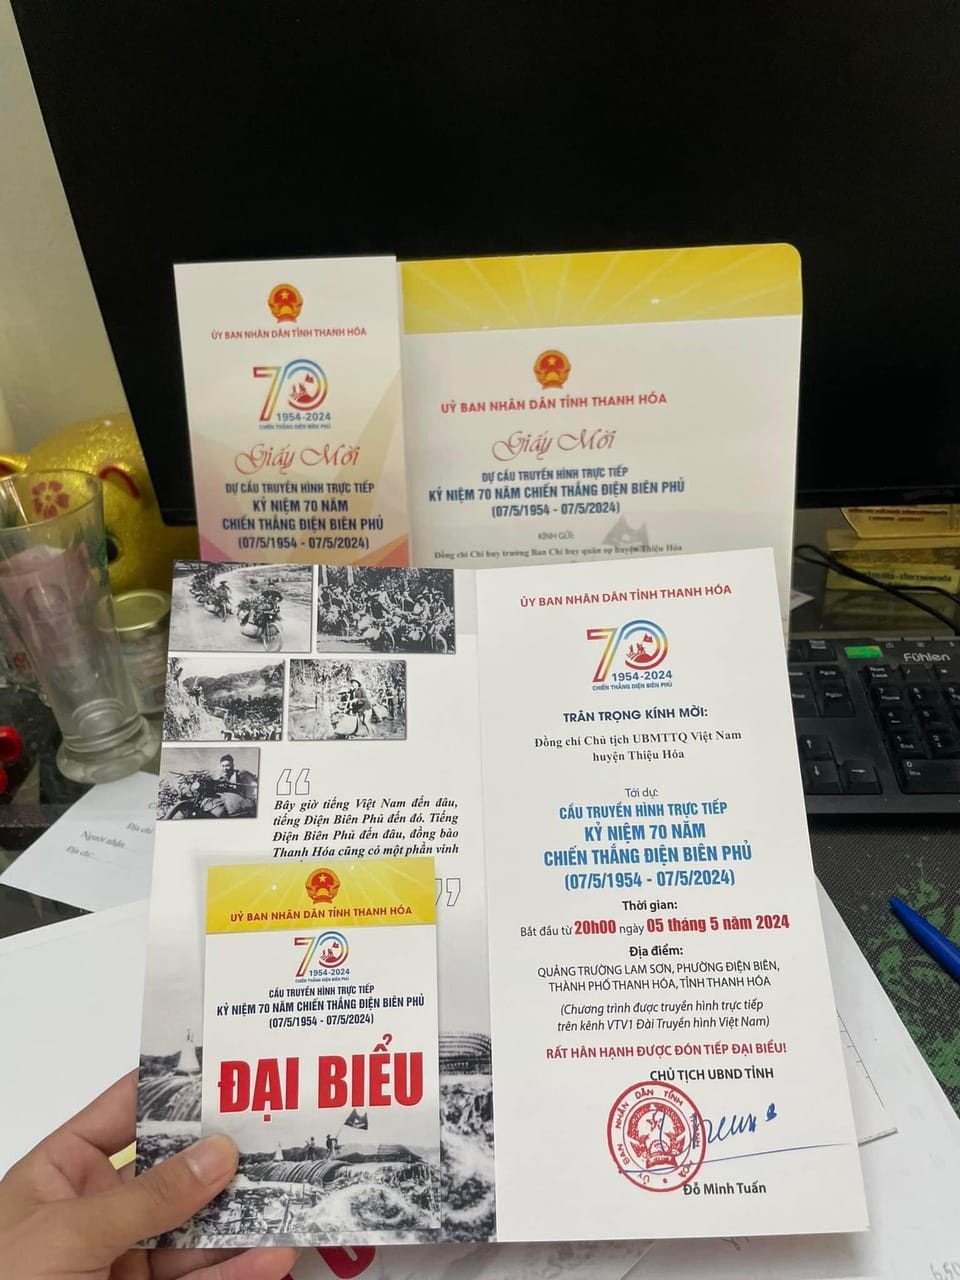 ỦY BAN NHÂN DÂN TỈNH THANH HÓA
70
1954-2024
CHIẾN THẮNG ĐIỆN BIÊN PHỦ
Giấy Mời
DỰ CẦU TRUYỀN HÌNH TRỰC TIẾP
KỶ NIỆM 70 NĂM
CHIẾN THẮNG ĐIỆN BIÊN PHỦ
(07/5/1954 - 07/5/2024)
UỶ BAN NHÂN DÂN TỈNH THANH HÓA
Giấy Mời
DỰ CẦU TRUYỀN HÌNH TRỰC TIẾP
KỶ NIỆM 70 NĂM CHIẾN THẮNG ĐIỆN BIÊN PHỦ
(07/5/1954 - 07/5/2024)
KÍNH GỬI:
Đồng chí Chỉ huy trưởng Ban Chỉ huy quân sự huyện Thiệu Hóa
“
Bây giờ tiếng Việt Nam đến đâu,
tiếng Điện Biên Phủ đến đó. Tiếng
Điện Biên Phủ đến đâu, đồng bào
Thanh Hóa cũng có một phần vinh
”
UỶ BAN NHÂN DÂN TỈNH THANH HÓA
70
1954-2024
CHIẾN THẮNG ĐIỆN BIÊN PHỦ
CẦU TRUYỀN HÌNH TRỰC TIẾP
KỶ NIỆM 70 NĂM CHIẾN THẮNG ĐIỆN BIÊN PHỦ
(07/5/1954 - 07/5/2024)
ĐẠI BIỂU
ỦY BAN NHÂN DÂN TỈNH THANH HÓA
70
1954-2024
CHIẾN THẮNG ĐIỆN BIÊN PHỦ
TRÂN TRỌNG KÍNH MỜI:
Đồng chí Chủ tịch UBMTTQ Việt Nam
huyện Thiệu Hóa
Tới dự:
CẦU TRUYỀN HÌNH TRỰC TIẾP
KỶ NIỆM 70 NĂM
CHIẾN THẮNG ĐIỆN BIÊN PHỦ
(07/5/1954 - 07/5/2024)
Thời gian:
Bắt đầu từ 20h00 ngày 05 tháng 5 năm 2024
Địa điểm:
QUẢNG TRƯỜNG LAM SƠN, PHƯỜNG ĐIỆN BIÊN,
THÀNH PHỐ THANH HÓA, TỈNH THANH HÓA
(Chương trình được truyền hình trực tiếp
trên kênh VTV1 Đài Truyền hình Việt Nam)
RẤT HÂN HẠNH ĐƯỢC ĐÓN TIẾP ĐẠI BIỂU!
CHỦ TỊCH UBND TỈNH
Đỗ Minh Tuấn
Fühlen
Địa chỉ
Người nhận
Địa chỉ: